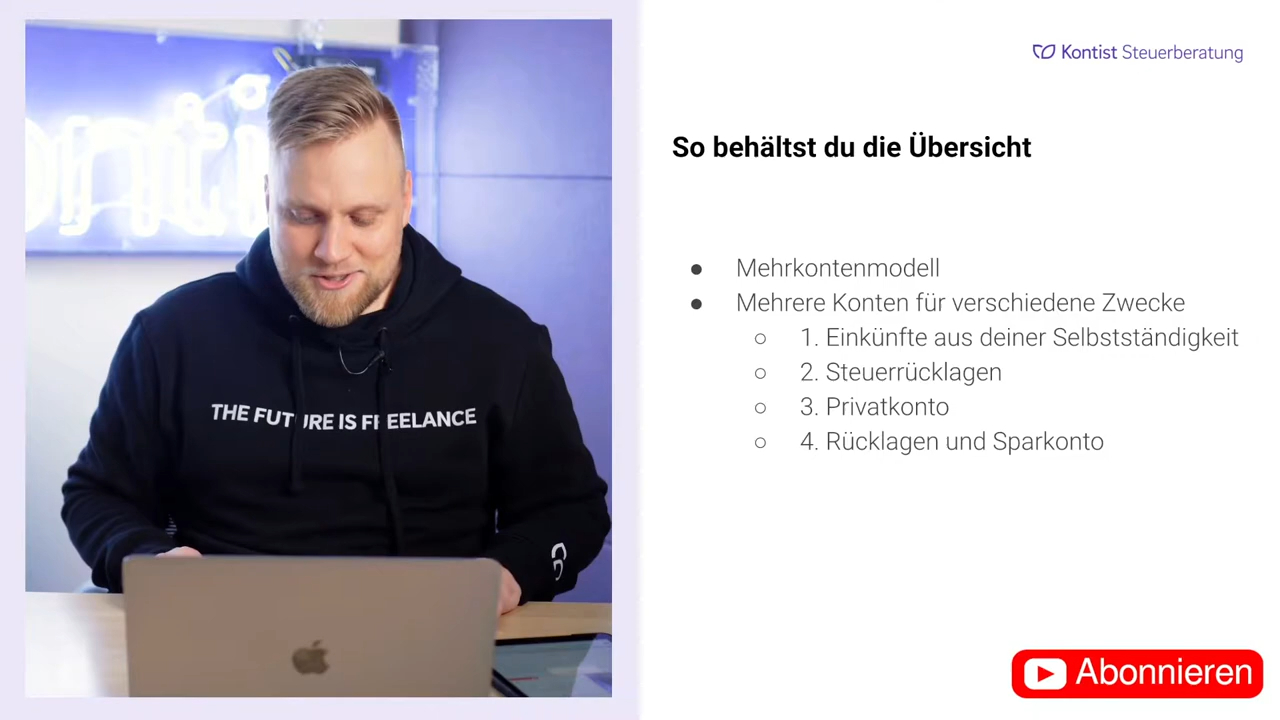 Kontist Steuerberatung
So behältst du die Übersicht
● Mehrkontenmodell
● Mehrere Konten für verschiedene Zwecke
○ 1. Einkünfte aus deiner Selbstständigkeit
○ 2. Steuerrücklagen
○ 3. Privatkonto
○ 4. Rücklagen und Sparkonto
THE FUTURE IS FREELANCE
Abonnieren